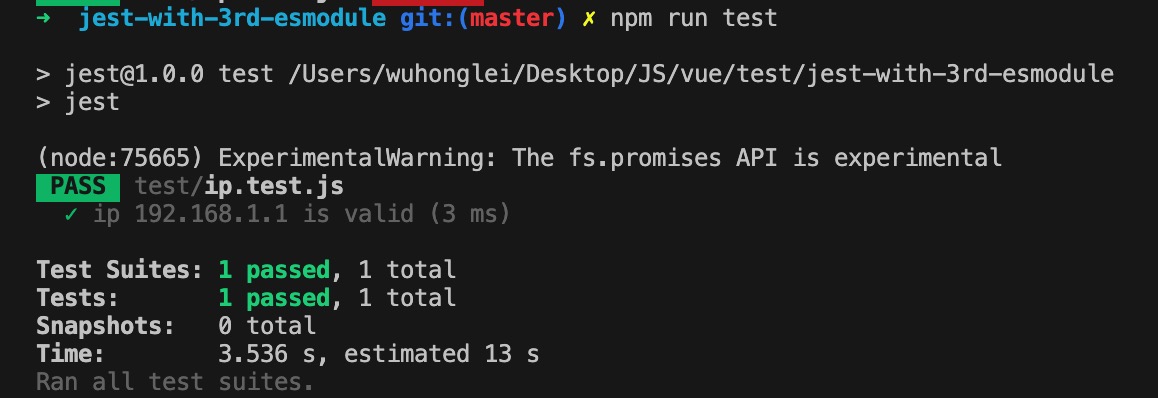 ➜ jest-with-3rd-esmodule git:(master) ✗ npm run test
> jest@1.0.0 test /Users/wuhonglei/Desktop/JS/vue/test/jest-with-3rd-esmodule
> jest
(node:75665) ExperimentalWarning: The fs.promises API is experimental
PASS test/ip.test.js
✓ ip 192.168.1.1 is valid (3 ms)
Test Suites: 1 passed, 1 total
Tests: 1 passed, 1 total
Snapshots: 0 total
Time: 3.536 s, estimated 13 s
Ran all test suites.